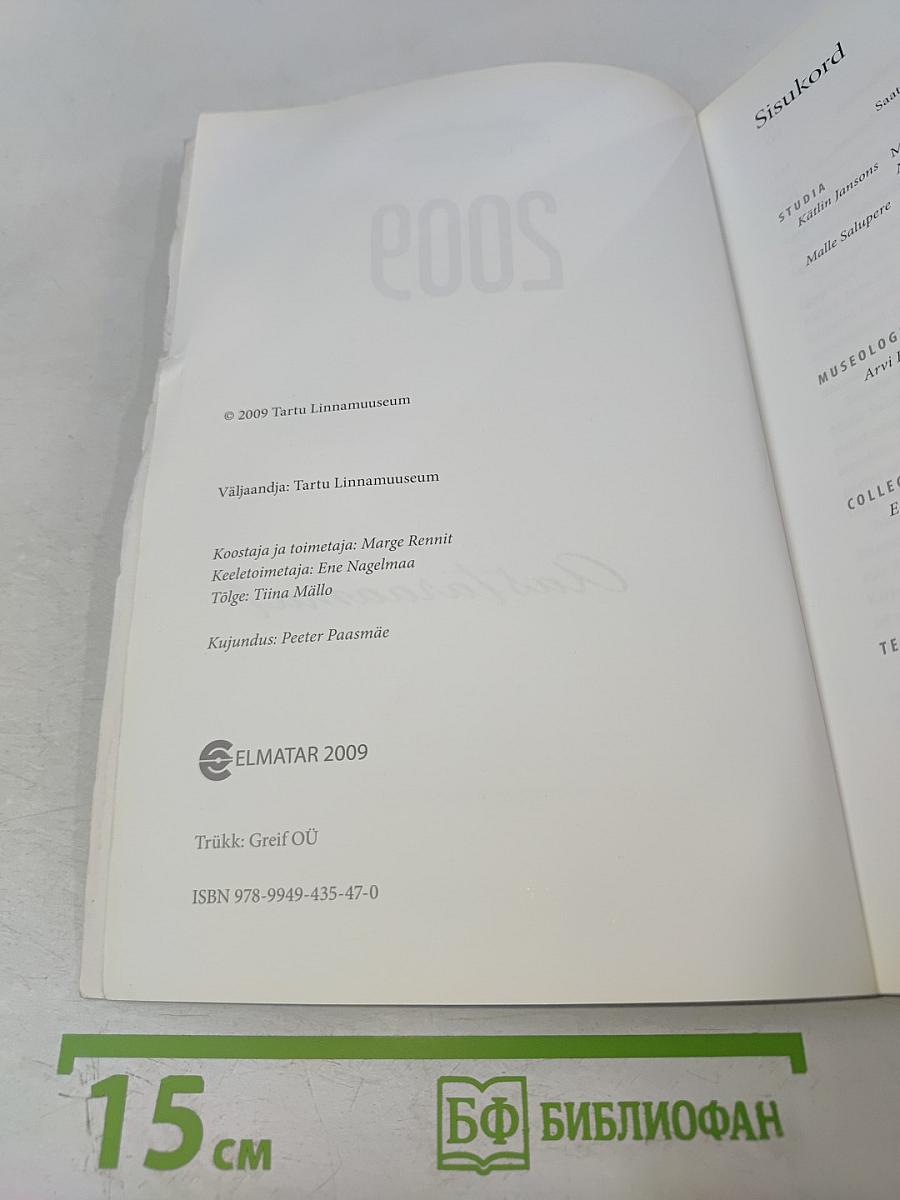 2009
© 2009 Tartu Linnamuuseum
Väljaandja: Tartu Linnamuuseum
Koostaja ja toimetaja: Marge Rennit
Keeletoimetaja: Ene Nagelmaa
Tõlge: Tiina Mällo
Kujundus: Peeter Paasmäe
ELMATAR 2009
Trükk: Greif OÜ
ISBN 978-9949-435-47-0
Sisukord
STUDIA
Kätlin Jansons
Malle Salupere
Arvi
15 см
БФ БИБЛИОФАН